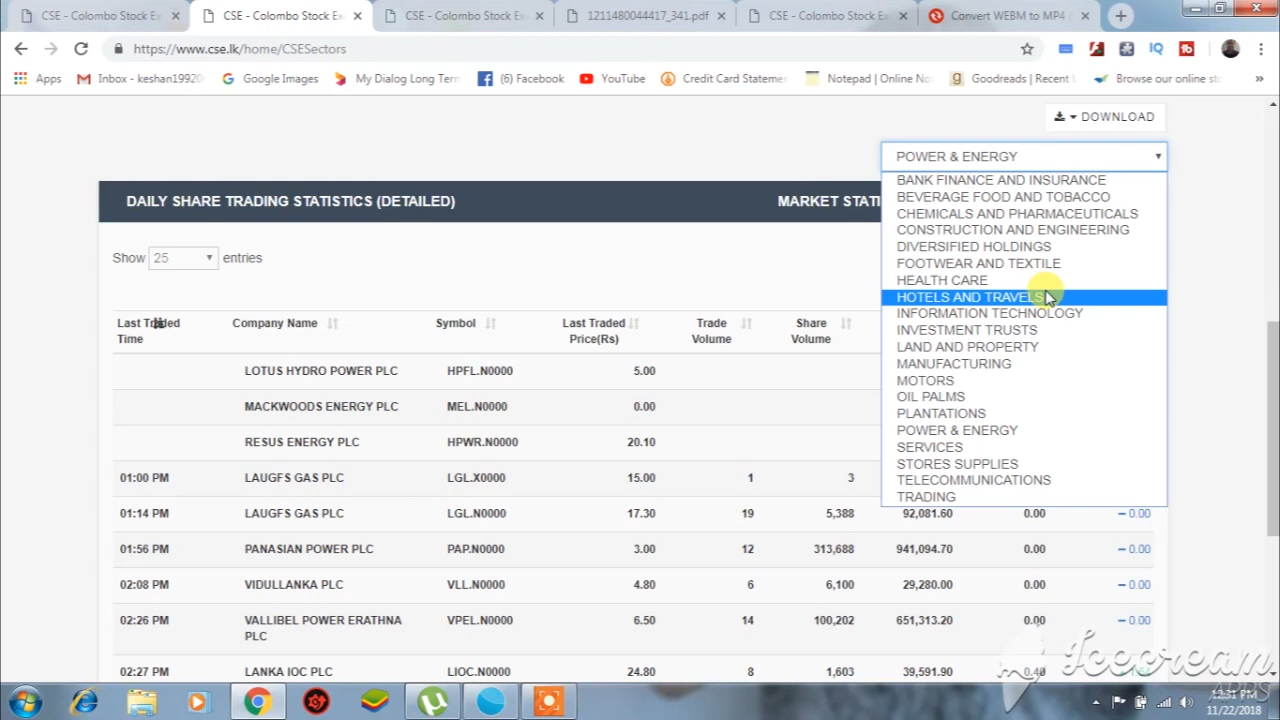 CSE - Colombo Stock Ex
CSE - Colombo Stock Ex
CSE - Colombo Stock Ex
1211480044417_341.pdf
CSE - Colombo Stock Ex
Convert WEBM to MP4 (
https://www.cse.lk/home/CSESectors
Apps
Inbox - keshan19920
Google Images
My Dialog Long Term
(6) Facebook
YouTube
Credit Card Statemen
Notepad | Online No
Goodreads | Recent U
Browse our online sto
DOWNLOAD
POWER & ENERGY
BANK FINANCE AND INSURANCE
BEVERAGE FOOD AND TOBACCO
CHEMICALS AND PHARMACEUTICALS
CONSTRUCTION AND ENGINEERING
DIVERSIFIED HOLDINGS
FOOTWEAR AND TEXTILE
HEALTH CARE
HOTELS AND TRAVELS
INFORMATION TECHNOLOGY
INVESTMENT TRUSTS
LAND AND PROPERTY
MANUFACTURING
MOTORS
OIL PALMS
PLANTATIONS
POWER & ENERGY
SERVICES
STORES SUPPLIES
TELECOMMUNICATIONS
TRADING
DAILY SHARE TRADING STATISTICS (DETAILED) MARKET STATI
Show 25 entries
Last Traded Time Company Name Symbol Last Traded Price(Rs) Trade Volume Share Volume
LOTUS HYDRO POWER PLC HPFL.N0000 5.00
MACKWOODS ENERGY PLC MEL.N0000 0.00
RESUS ENERGY PLC HPWR.N0000 20.10
01:00 PM LAUGFS GAS PLC LGL.X0000 15.00 1 3
01:14 PM LAUGFS GAS PLC LGL.N0000 17.30 19 5,388 92,081.60 0.00 – 0.00
01:56 PM PANASIAN POWER PLC PAP.N0000 3.00 12 313,688 941,094.70 0.00 – 0.00
02:08 PM VIDULLANKA PLC VLL.N0000 4.80 6 6,100 29,280.00 0.00 – 0.00
02:26 PM VALLIBEL POWER ERATHNA PLC VPEL.N0000 6.50 14 100,202 651,313.20 0.00 – 0.00
02:27 PM LANKA IOC PLC LIOC.N0000 24.80 8 1,603 39,591.90 0.40
Icecream
APPS
12:31 PM
11/22/2018